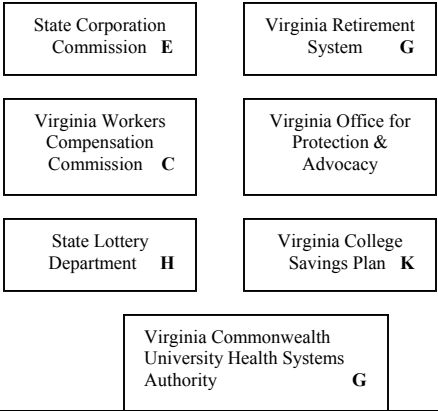 State Corporation
Commission E
Virginia Retirement
System G
Virginia Workers
Compensation
Commission C
Virginia Office for
Protection &
Advocacy
State Lottery
Department H
Virginia College
Savings Plan K
Virginia Commonwealth
University Health Systems
Authority G